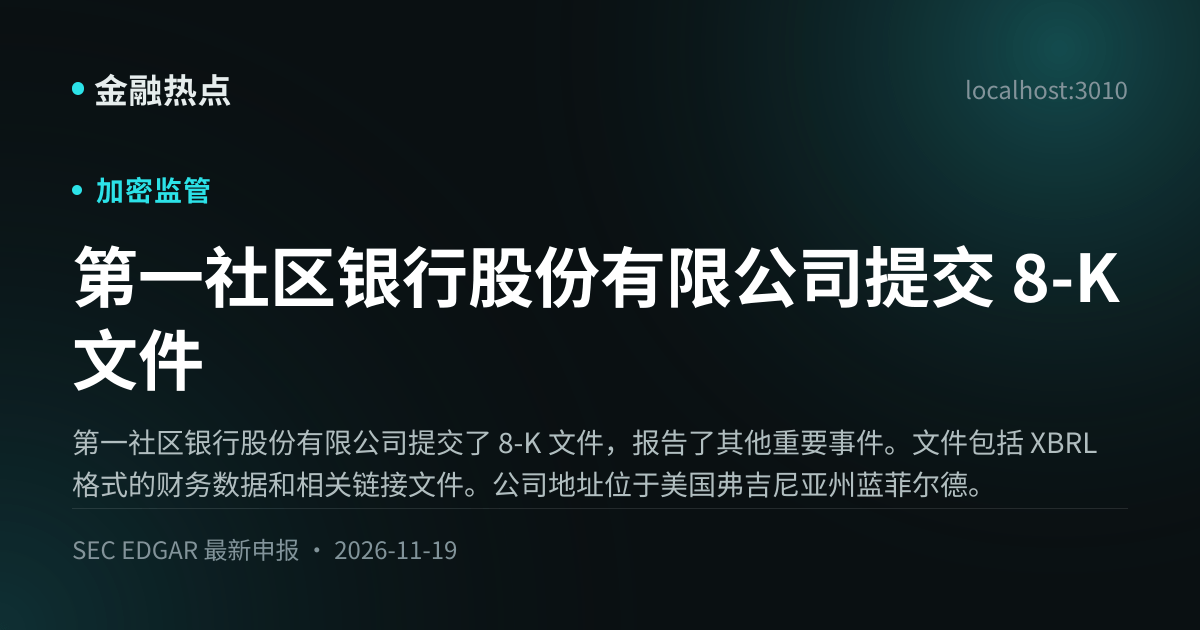 金融热点
localhost:3010
加密监管
第一社区银行股份有限公司提交 8-K
文件
第一社区银行股份有限公司提交了 8-K 文件，报告了其他重要事件。文件包括 XBRL
格式的财务数据和相关链接文件。公司地址位于美国弗吉尼亚州蓝菲尔德。
SEC EDGAR 最新申报 · 2026-11-19